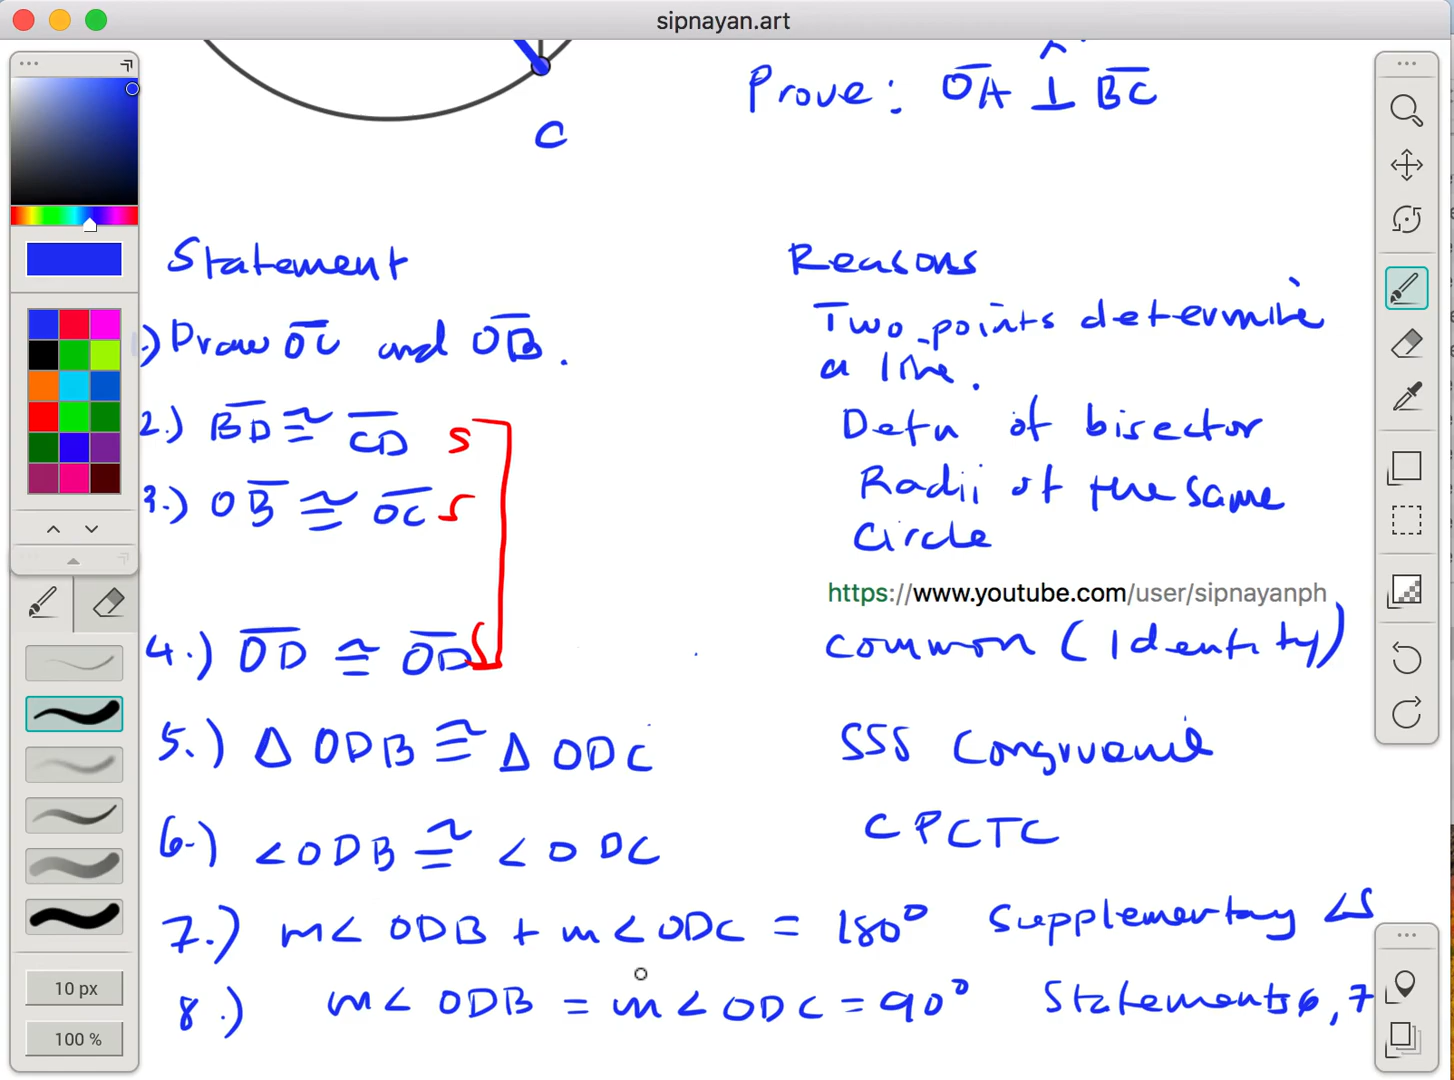 sipnayan.art
Prove: OA ⊥ BC
C
Statement Reasons
1.) Draw OC and OB. Two points determine
a line.
2.) BD ≅ CD S Defn of bisector
3.) OB ≅ OC S Radii of the same
Circle
https://www.youtube.com/user/sipnayanph
4.) OD ≅ OD S common (Identity)
5.) Δ ODB ≅ Δ ODC SSS Congruence
6.) ∠ODB ≅ ∠ODC CPCTC
7.) m∠ODB + m∠ODC = 180° Supplementary ∠s
8.) m∠ODB = m∠ODC = 90° Statements 6, 7
10 px
100 %